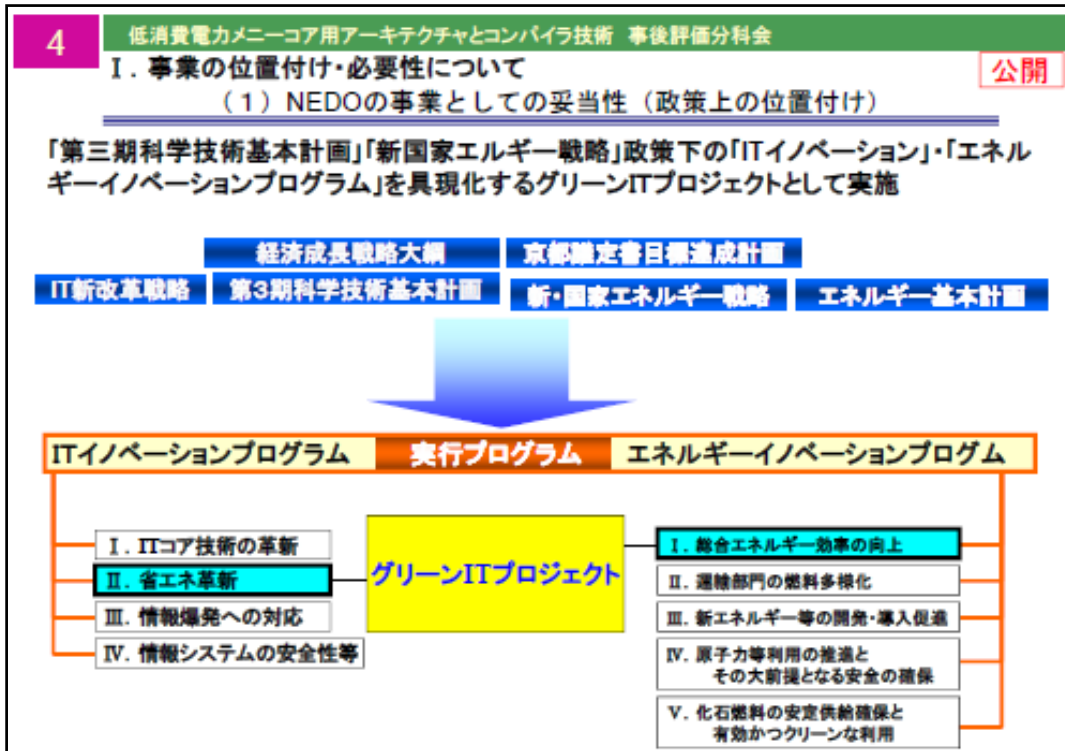 4
低消費電力メニーコア用アーキテクチャとコンパイラ技術 事後評価分科会
Ⅰ. 事業の位置付け・必要性について
公開
(1) NEDOの事業としての妥当性(政策上の位置付け)
「第三期科学技術基本計画」「新国家エルギー戦略」政策下の「ITイノベーション」・「エネル
ギーイノベーションプログラム」を具現化するグリーンITプロジェクトとして実施
経済成長戦略大綱
京都議定書目標達成計画
IT新改革戦略
第3期科学技術基本計画
新・国家エネルギー戦略
エネルギー基本計画
ITイノベーションプログラム
実行プログラム
エネルギーイノベーションプログム
Ⅰ. ITコア技術の革新
Ⅱ. 省エネ革新
Ⅲ. 情報爆発への対応
Ⅳ. 情報システムの安全性等
グリーンITプロジェクト
Ⅰ. 総合エネルギー効率の向上
Ⅱ. 運輸部門の燃料多様化
Ⅲ. 新エネルギー等の開発・導入促進
Ⅳ. 原子力等利用の推進と
その大前提となる安全の確保
Ⅴ. 化石燃料の安定供給確保と
有効かつクリーンな利用